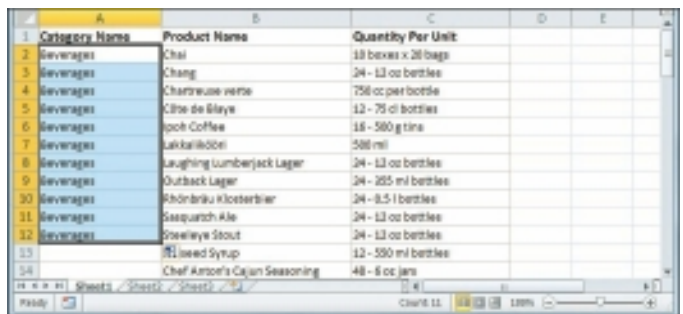 A B C D E
1 Category Name Product Name Quantity Per Unit
2 Beverages Chai 10 boxes x 20 bags
3 Beverages Chang 24 - 12 oz bottles
4 Beverages Chartreuse verte 750 cc per bottle
5 Beverages Côte de Blaye 12 - 75 cl bottles
6 Beverages Ipoh Coffee 16 - 500 g tins
7 Beverages Lakkalikööri 500 ml
8 Beverages Laughing Lumberjack Lager 24 - 12 oz bottles
9 Beverages Outback Lager 24 - 355 ml bottles
10 Beverages Rhönbräu Klosterbier 24 - 0.5 l bottles
11 Beverages Sasquatch Ale 24 - 12 oz bottles
12 Beverages Steeleye Stout 24 - 12 oz bottles
13 seed Syrup 12 - 550 ml bottles
14 Chef Anton's Cajun Seasoning 48 - 6 oz jars
Sheet1 Sheet2 Sheet3
Ready Count: 11 100%